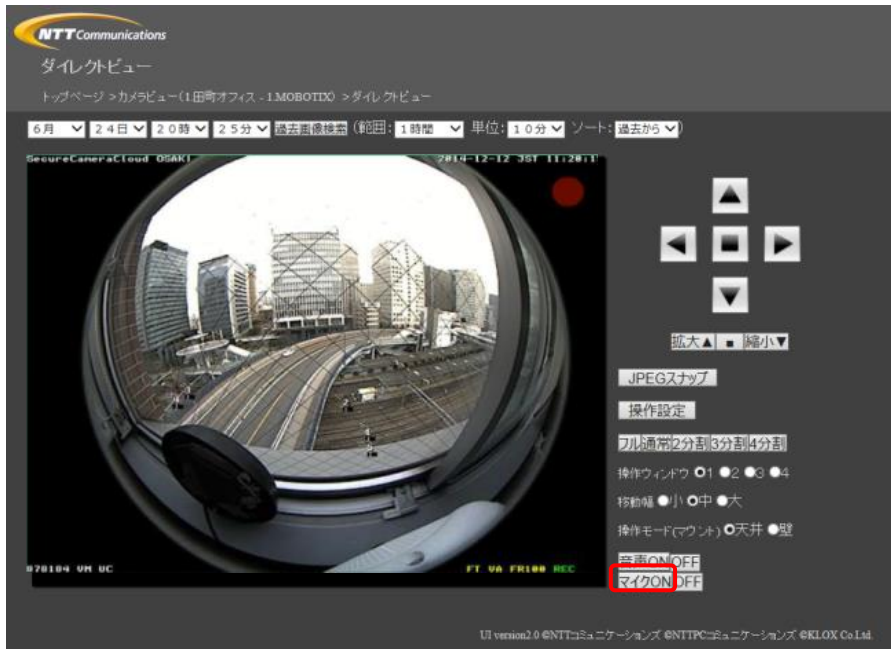 NTT Communications
ダイレクトビュー
トップページ >カメラビュー(1.田町オフィス - 1.MOBOTIX) >ダイレクトビュー
6月 24日 20時 25分 過去画像検索 (範囲: 1時間 単位: 10分 ソート: 過去から)
SecureCameraCloud OSAKI 2014-12-12 JST 11:20:1
拡大▲ ■ 縮小▼
JPEGスナップ
操作設定
フル 通常 2分割 3分割 4分割
操作ウィンドウ 1 2 3 4
移動幅 小 中 大
操作モード(マウント) 天井 壁
音声ON OFF
マイクON OFF
070104 VM UC FT VA FR100 REC
UI version2.0 ©NTTコミュニケーションズ ©NTTPCコミュニケーションズ ©KLOX Co.Ltd.